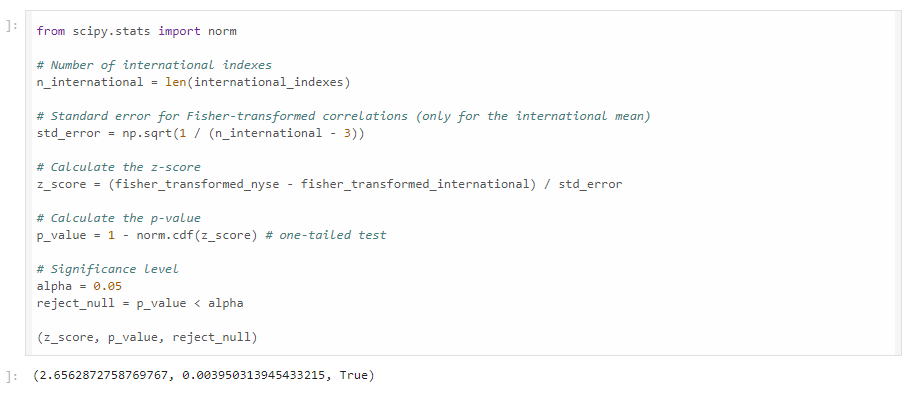 ]:
from scipy.stats import norm
# Number of international indexes
n_international = len(international_indexes)
# Standard error for Fisher-transformed correlations (only for the international mean)
std_error = np.sqrt(1 / (n_international - 3))
# Calculate the z-score
z_score = (fisher_transformed_nyse - fisher_transformed_international) / std_error
# Calculate the p-value
p_value = 1 - norm.cdf(z_score) # one-tailed test
# Significance level
alpha = 0.05
reject_null = p_value < alpha
(z_score, p_value, reject_null)
]: (2.6562872758769767, 0.003950313945433215, True)